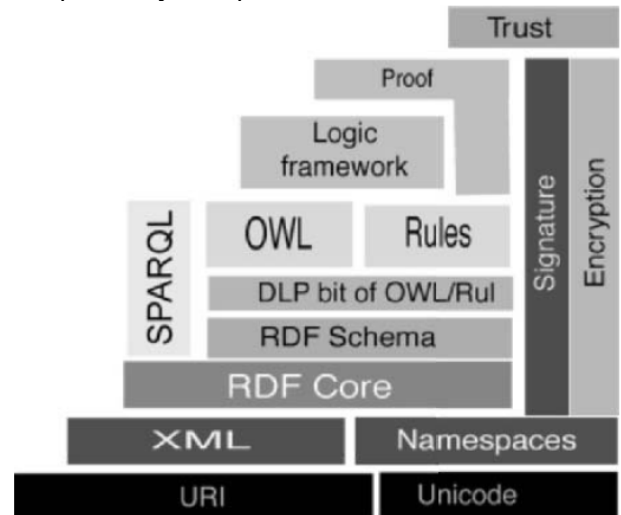 Trust
Proof
Logic
framework
Signature
Encryption
SPARQL
OWL
Rules
DLP bit of OWL/Rul
RDF Schema
RDF Core
XML
Namespaces
URI
Unicode